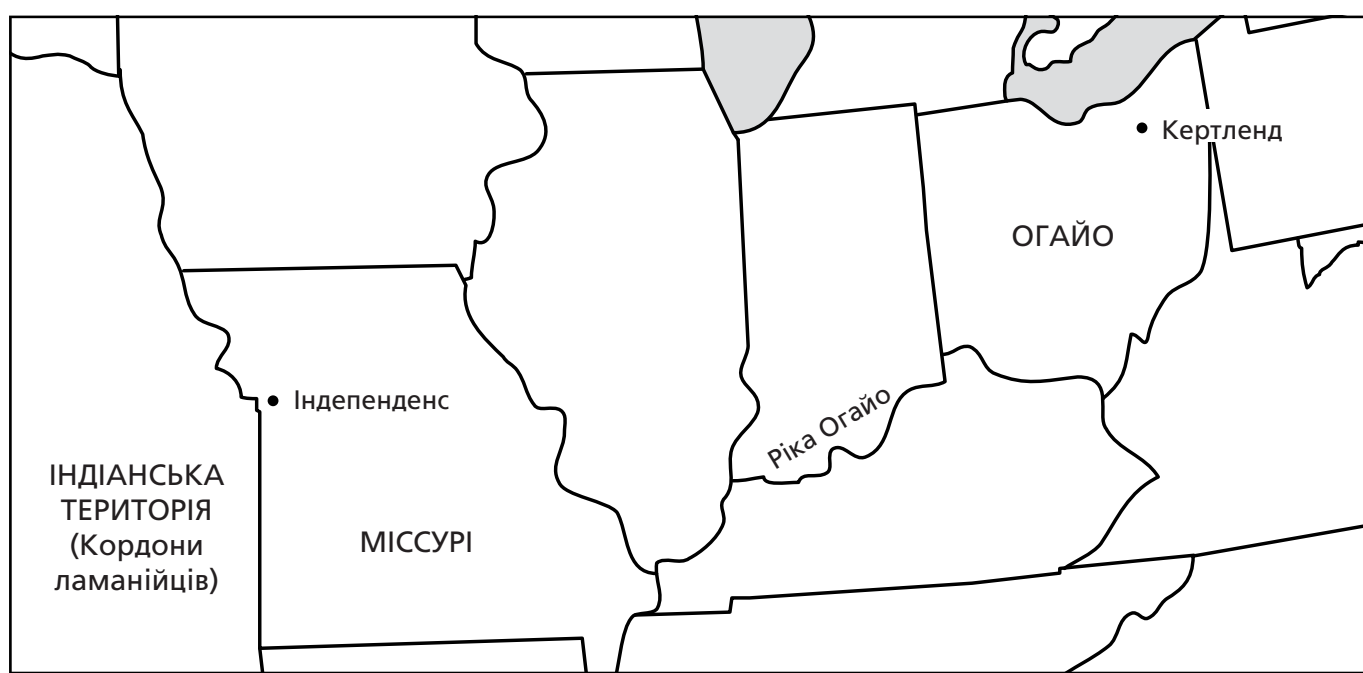 Кертленд
ОГАЙО
Індепенденс
Ріка Огайо
ІНДІАНСЬКА
ТЕРИТОРІЯ
(Кордони
ламанійців)
МІССУРІ